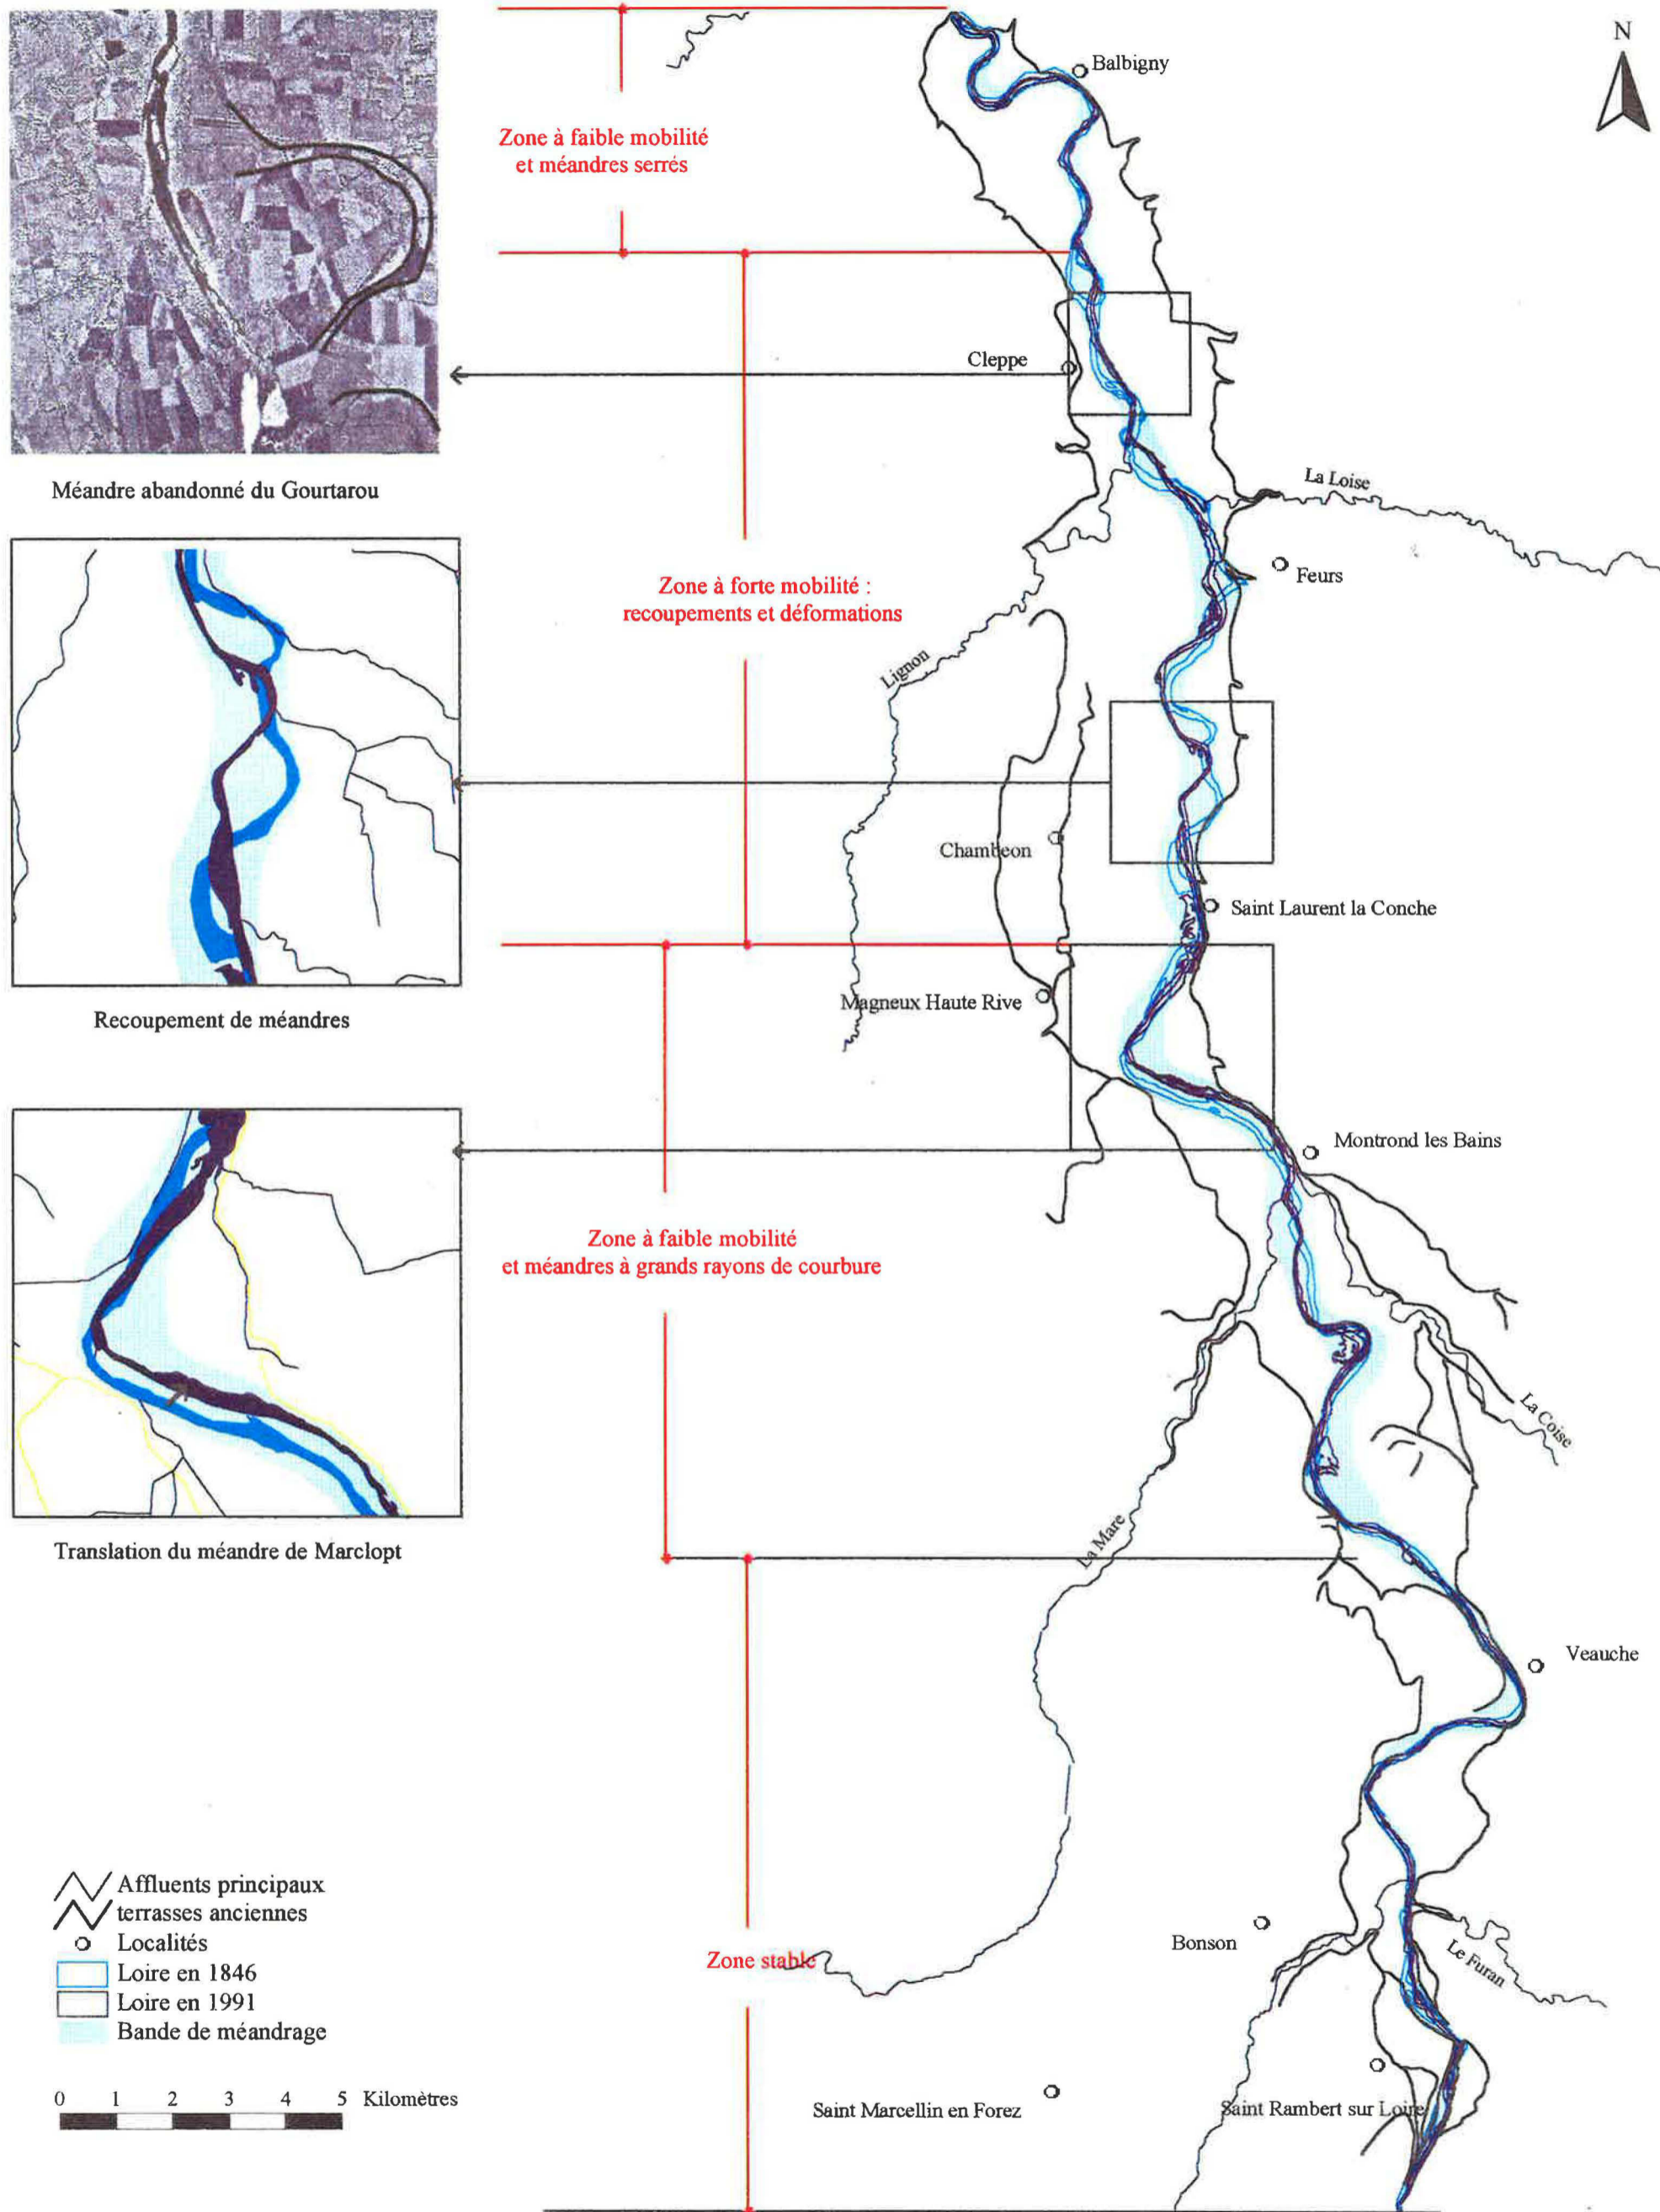 N
Balbigny
Zone à faible mobilité
et méandres serrés
Cleppe
Méandre abandonné du Gourtarou
La Loise
Feurs
Zone à forte mobilité :
recoupements et déformations
Lignon
Chambeon
Saint Laurent la Conche
Magneux Haute Rive
Recoupement de méandres
Montrond les Bains
Zone à faible mobilité
et méandres à grands rayons de courbure
La Coise
La Mare
Translation du méandre de Marclopt
Veauche
Affluents principaux
terrasses anciennes
Localités
Loire en 1846
Loire en 1991
Bande de méandrage
Bonson
Le Furan
Zone stable
0 1 2 3 4 5 Kilomètres
Saint Marcellin en Forez
Saint Rambert sur Loire